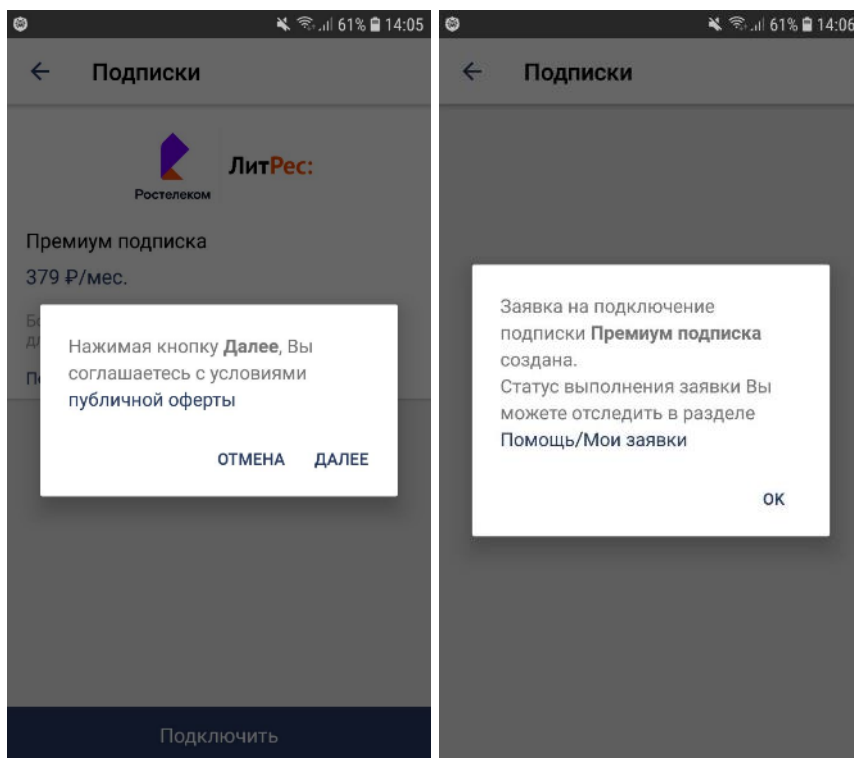 61% 14:05
Подписки
Ростелеком
ЛитРес:
Премиум подписка
379 ₽/мес.
Нажимая кнопку Далее, Вы
соглашаетесь с условиями
публичной оферты
ОТМЕНА ДАЛЕЕ
Подключить
61% 14:06
Подписки
Заявка на подключение
подписки Премиум подписка
создана.
Статус выполнения заявки Вы
можете отследить в разделе
Помощь/Мои заявки
ОК